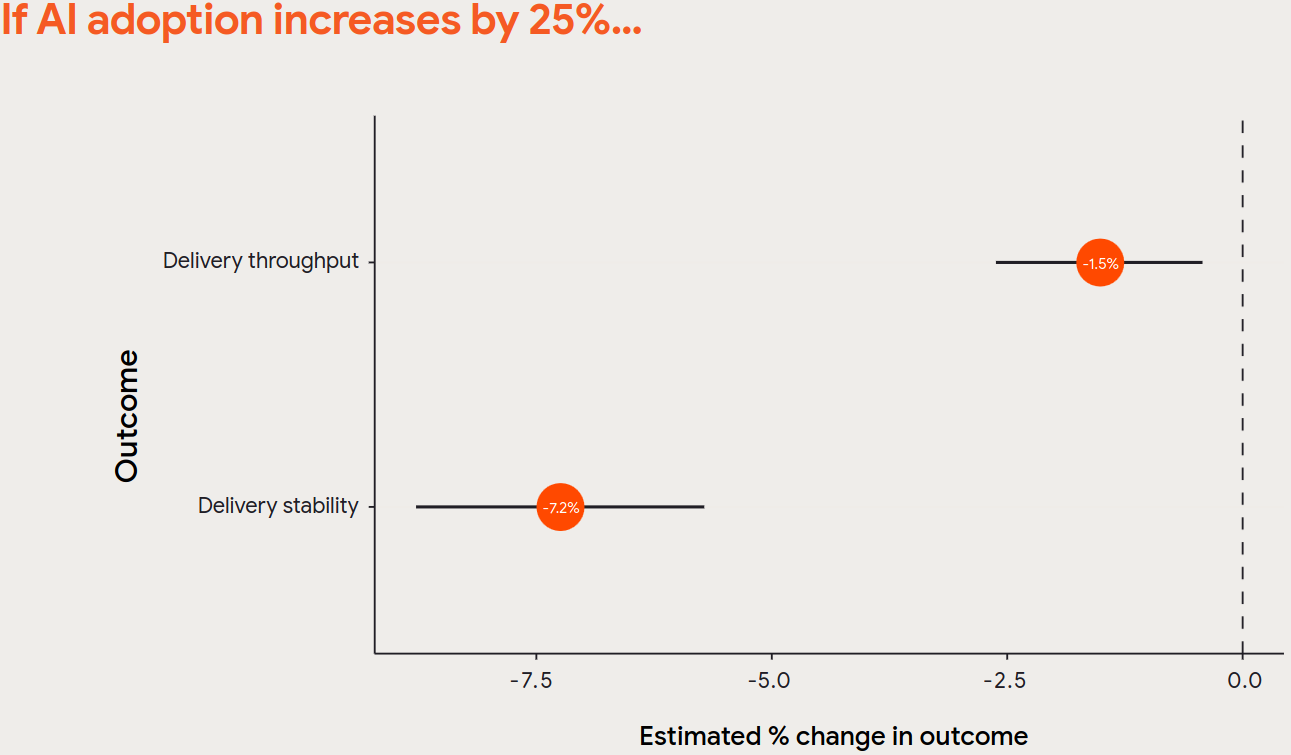 If AI adoption increases by 25%...
Delivery throughput
-1.5%
Outcome
Delivery stability
-7.2%
-7.5
-5.0
-2.5
0.0
Estimated % change in outcome